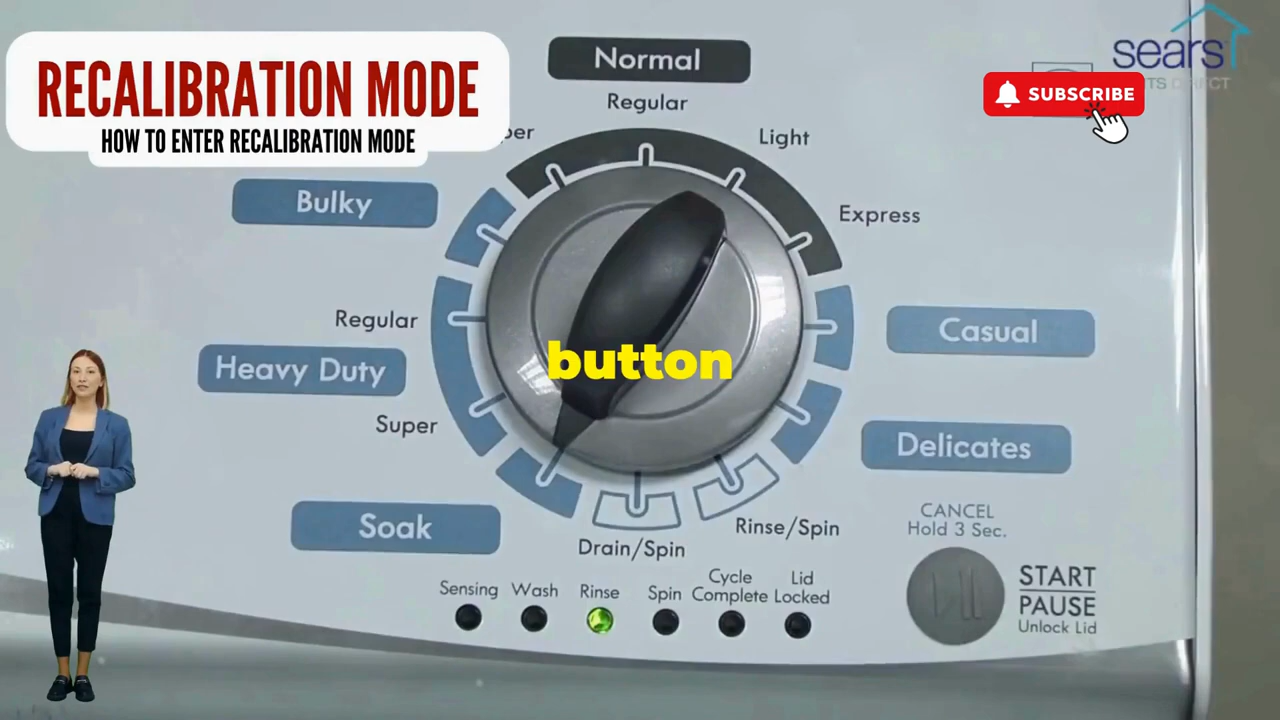 sears
RECALIBRATION MODE
HOW TO ENTER RECALIBRATION MODE
SUBSCRIBE
DIRECT
Normal
Regular
Light
Bulky
Express
Regular
Heavy Duty
Casual
button
Super
Delicates
Soak
CANCEL
Hold 3 Sec.
Rinse/Spin
Drain/Spin
Sensing
Wash
Rinse
Spin
Cycle
Complete
Lid
Locked
START
PAUSE
Unlock Lid